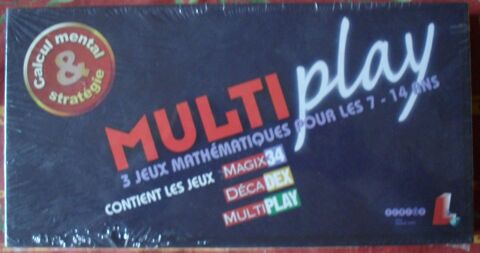 Calcul mental
&
stratégie
MULTI play
3 JEUX MATHÉMATIQUES POUR LES 7 - 14 ANS
CONTIENT LES JEUX
MAGIX34
DÉCADEX
MULTIPLAY